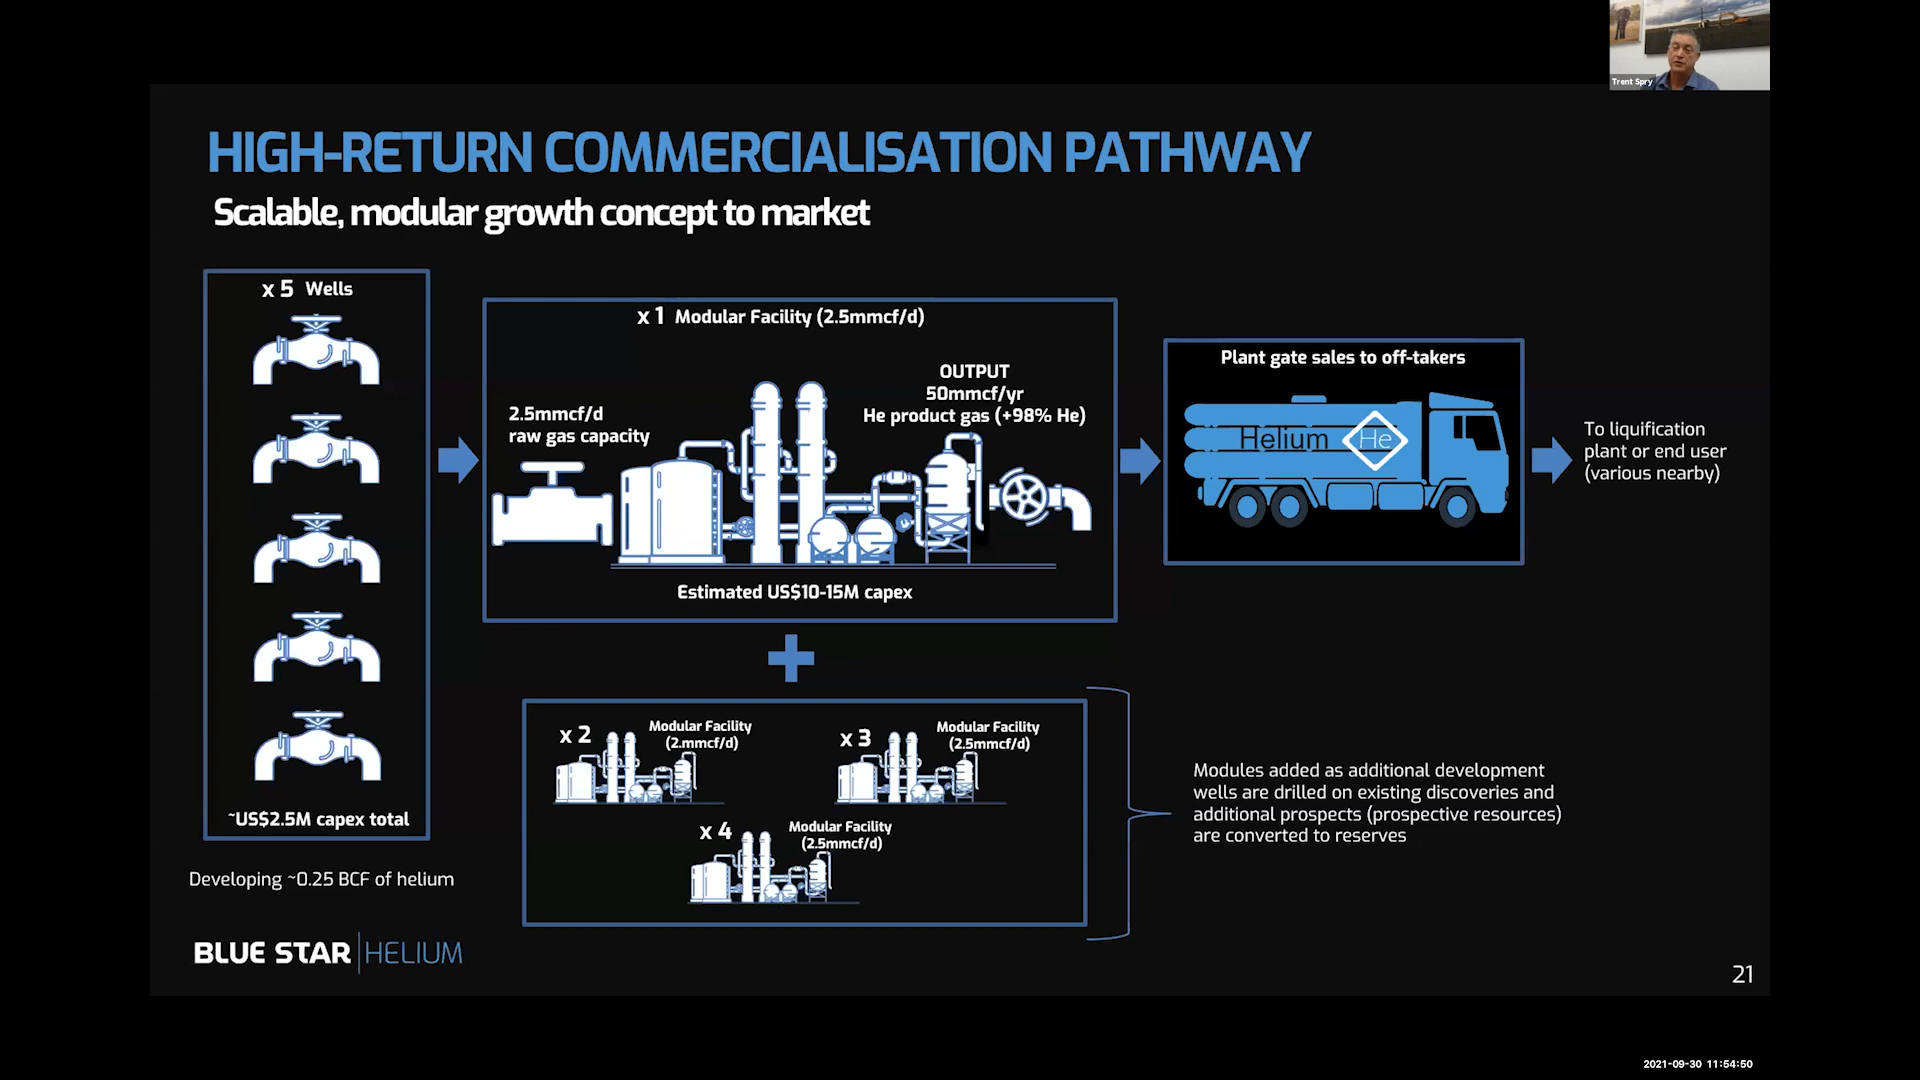 Trent Spry
HIGH-RETURN COMMERCIALISATION PATHWAY
Scalable, modular growth concept to market
x 5 Wells
~US$2.5M capex total
Developing ~0.25 BCF of helium
x 1 Modular Facility (2.5mmcf/d)
2.5mmcf/d
raw gas capacity
OUTPUT
50mmcf/yr
He product gas (+98% He)
Estimated US$10-15M capex
Plant gate sales to off-takers
Helium He
To liquification
plant or end user
(various nearby)
x 2 Modular Facility
(2.mmcf/d)
x 3 Modular Facility
(2.5mmcf/d)
x 4 Modular Facility
(2.5mmcf/d)
Modules added as additional development
wells are drilled on existing discoveries and
additional prospects (prospective resources)
are converted to reserves
BLUE STAR HELIUM
21
2021-09-30 11:54:50